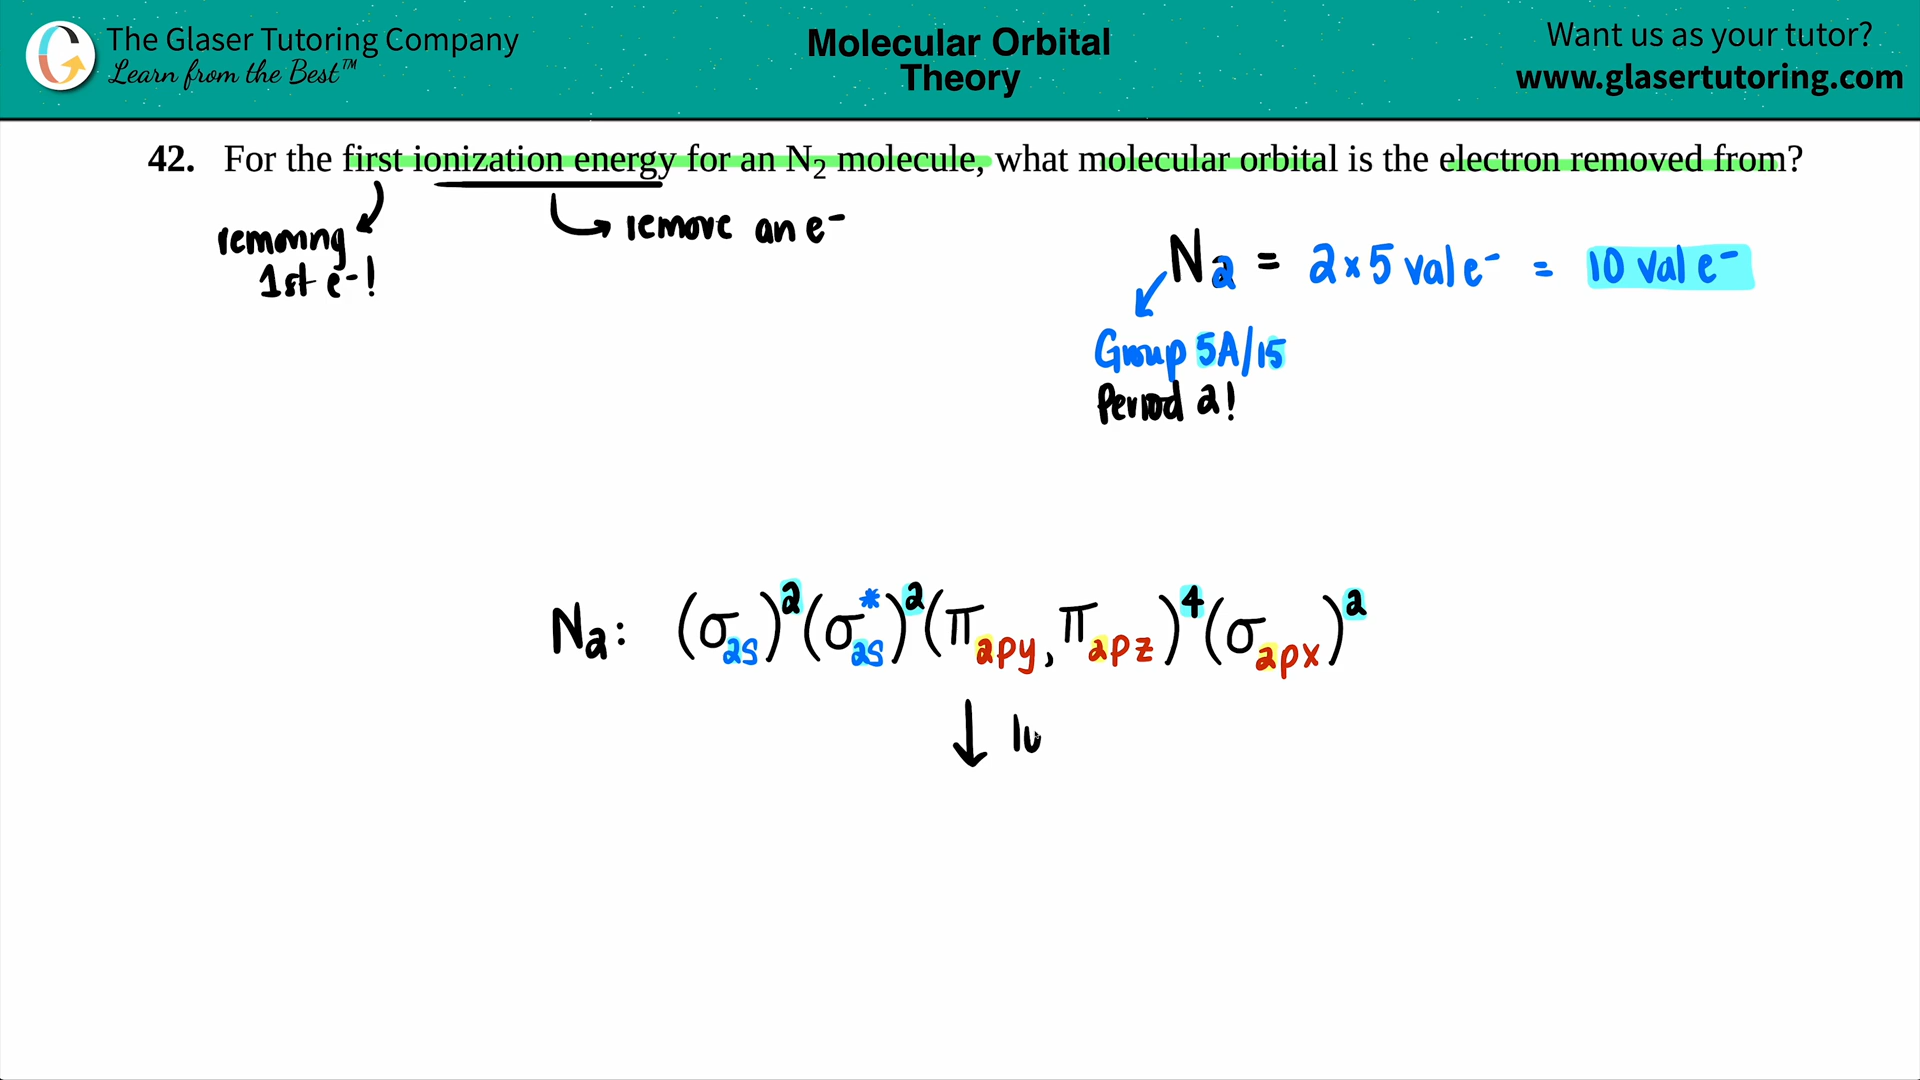 The Glaser Tutoring Company
Learn from the Best™
Molecular Orbital
Theory
Want us as your tutor?
www.glasertutoring.com
42. For the first ionization energy for an N₂ molecule, what molecular orbital is the electron removed from?
removing
1st e⁻!
remove an e⁻
N₂ = 2×5 val e⁻ = 10 val e⁻
Group 5A/15
Period 2!
N₂: (σ₂s)²(σ₂s*)²(π₂py, π₂pz)⁴(σ₂px)²
↓